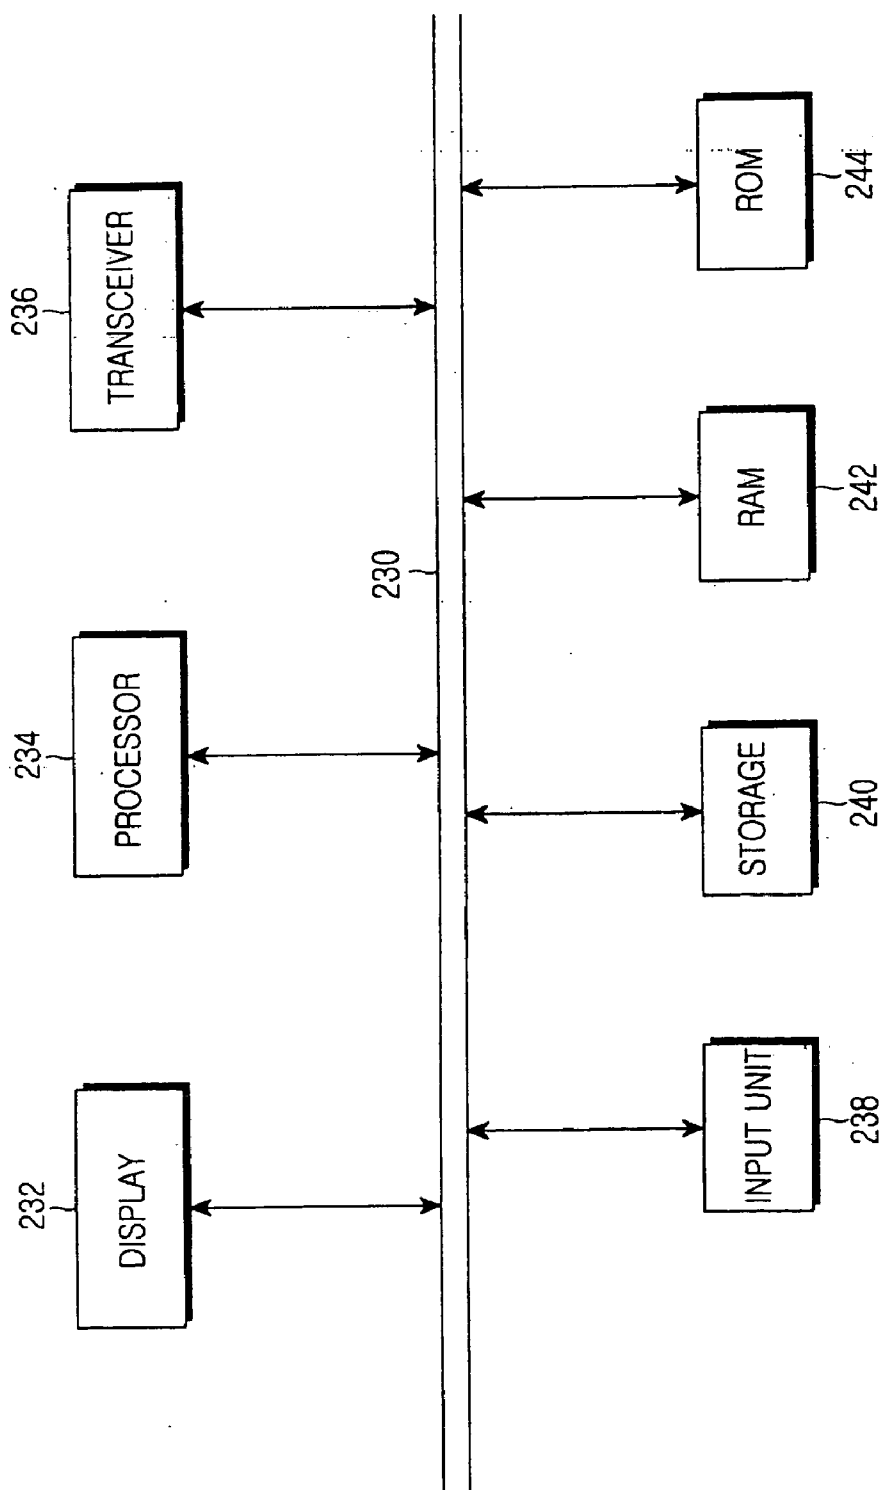 232
DISPLAY
234
PROCESSOR
236
TRANSCEIVER
230
INPUT UNIT
238
STORAGE
240
RAM
242
ROM
244